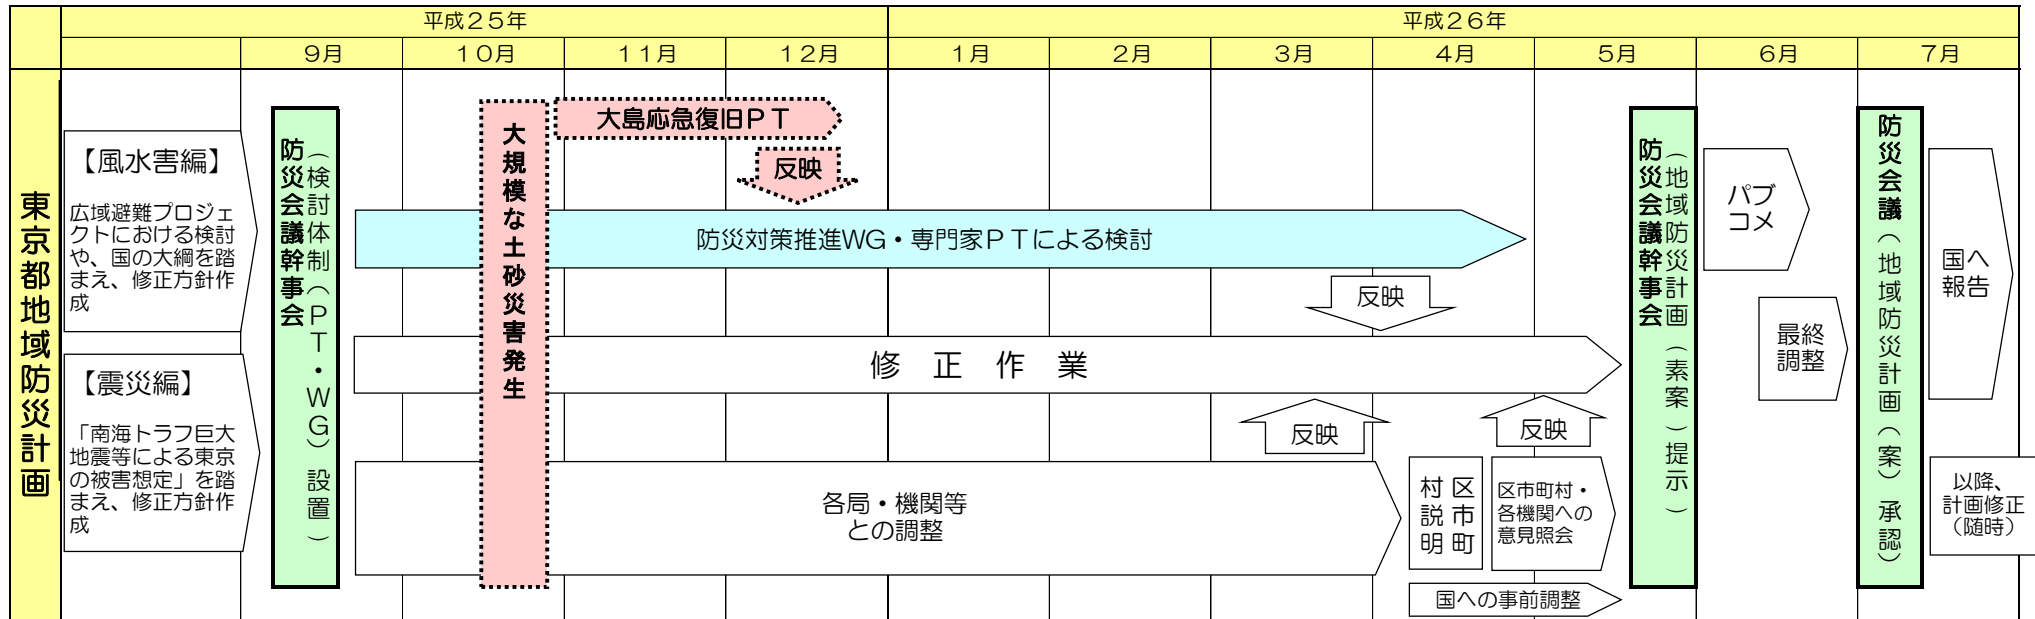 平成２５年
平成２６年
９月
１０月
１１月
１２月
１月
２月
３月
４月
５月
６月
７月
東京都地域防災計画
【風水害編】
広域避難プロジェ
クトにおける検討
や、国の大綱を踏
まえ、修正方針作
成
【震災編】
「南海トラフ巨大
地震等による東京
の被害想定」を踏
まえ、修正方針作
成
防災会議幹事会
（検討体制（ＰＴ・ＷＧ）設置）
大規模な土砂災害発生
大島応急復旧ＰＴ
反映
防災対策推進WG・専門家ＰＴによる検討
反映
修正作業
反映
反映
各局・機関等
との調整
区市町
村説明
区市町村・
各機関への
意見照会
国への事前調整
防災会議幹事会
（地域防災計画（素案）提示）
パブ
コメ
最終
調整
防災会議（地域防災計画（案）承認）
国へ
報告
以降、
計画修正
（随時）